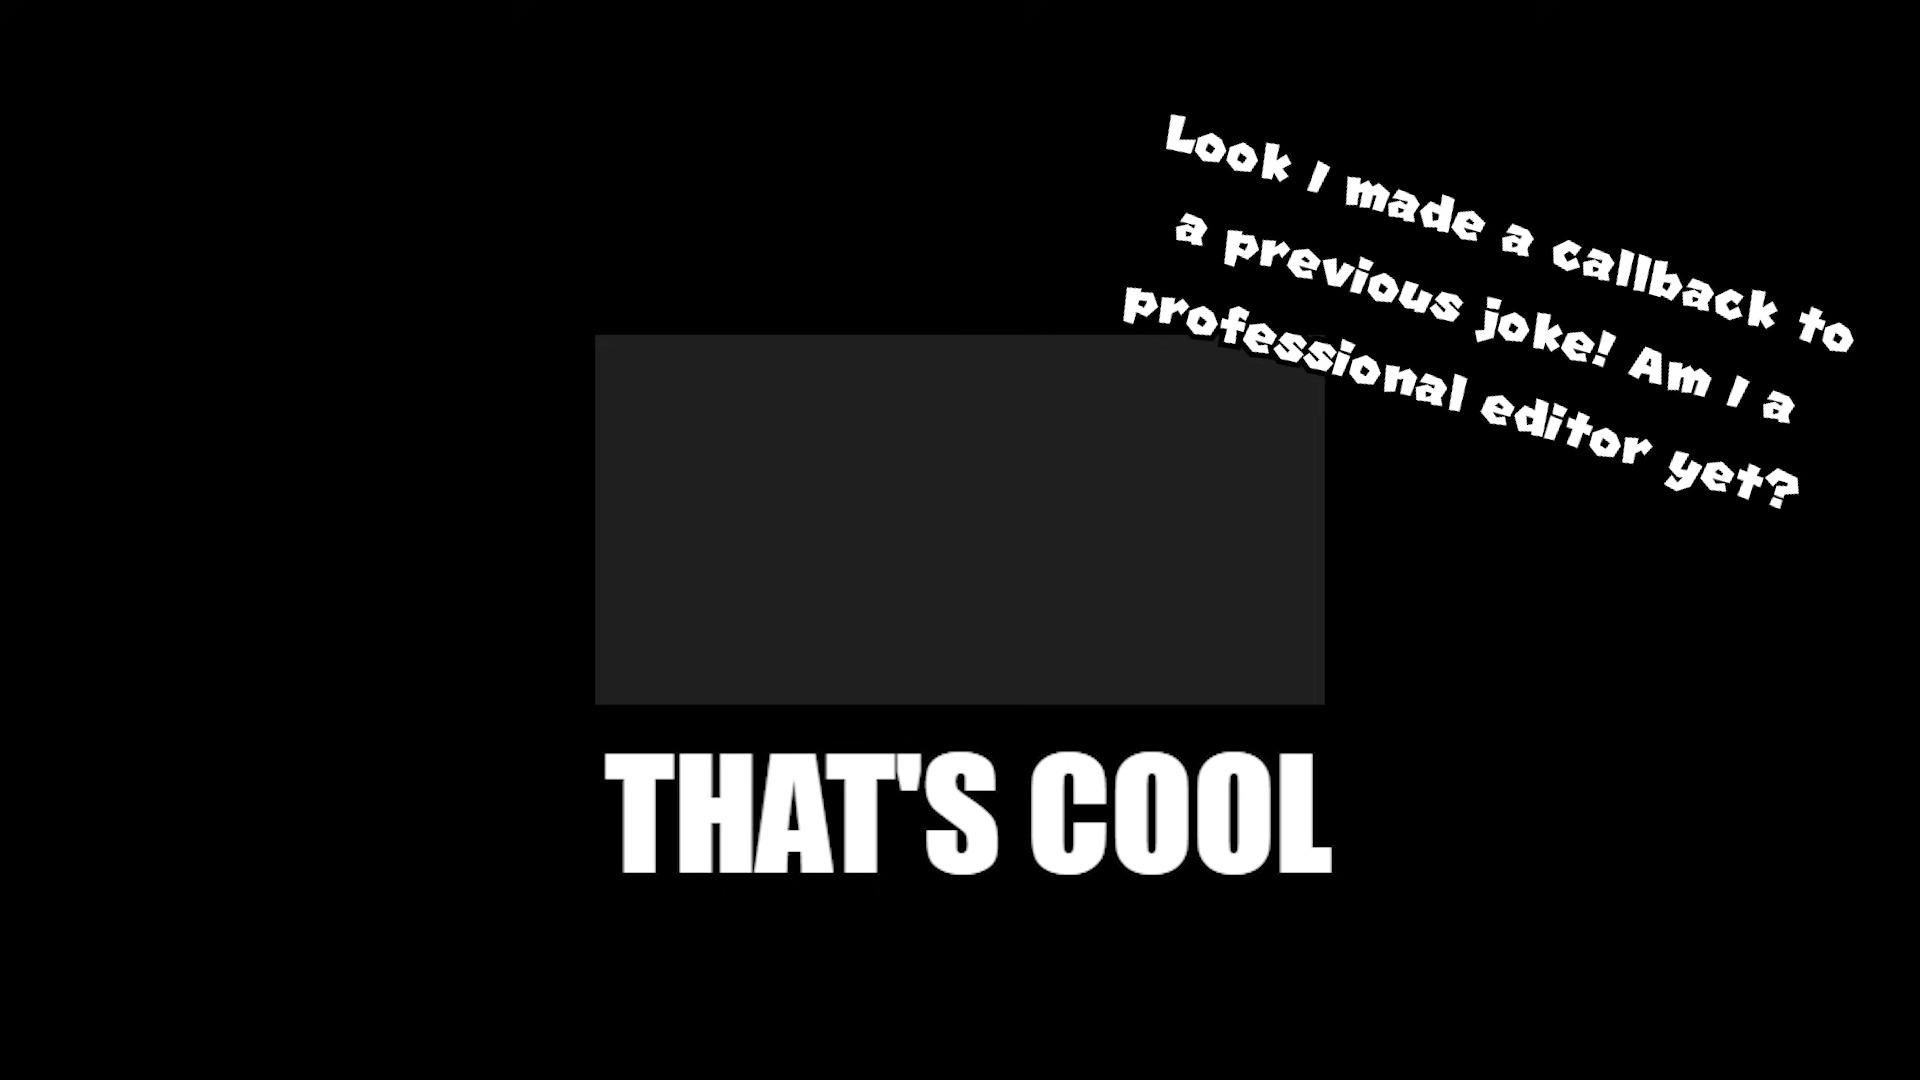 Look I made a callback to
a previous joke! Am I a
professional editor yet?
THAT'S COOL